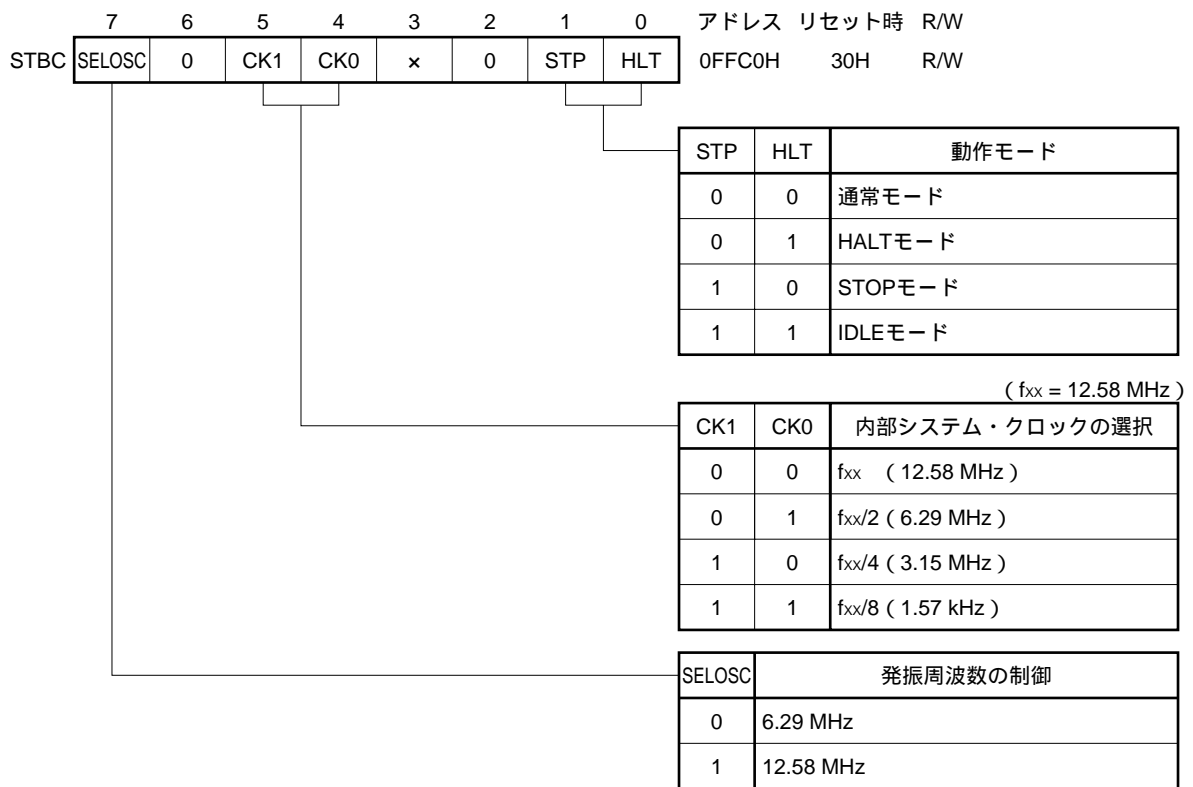 7 6 5 4 3 2 1 0 アドレス リセット時 R/W
STBC SELOSC 0 CK1 CK0 × 0 STP HLT 0FFC0H 30H R/W
STP HLT 動作モード
0 0 通常モード
0 1 HALTモード
1 0 STOPモード
1 1 IDLEモード
(fxx = 12.58 MHz)
CK1 CK0 内部システム・クロックの選択
0 0 fxx (12.58 MHz)
0 1 fxx/2 (6.29 MHz)
1 0 fxx/4 (3.15 MHz)
1 1 fxx/8 (1.57 kHz)
SELOSC 発振周波数の制御
0 6.29 MHz
1 12.58 MHz